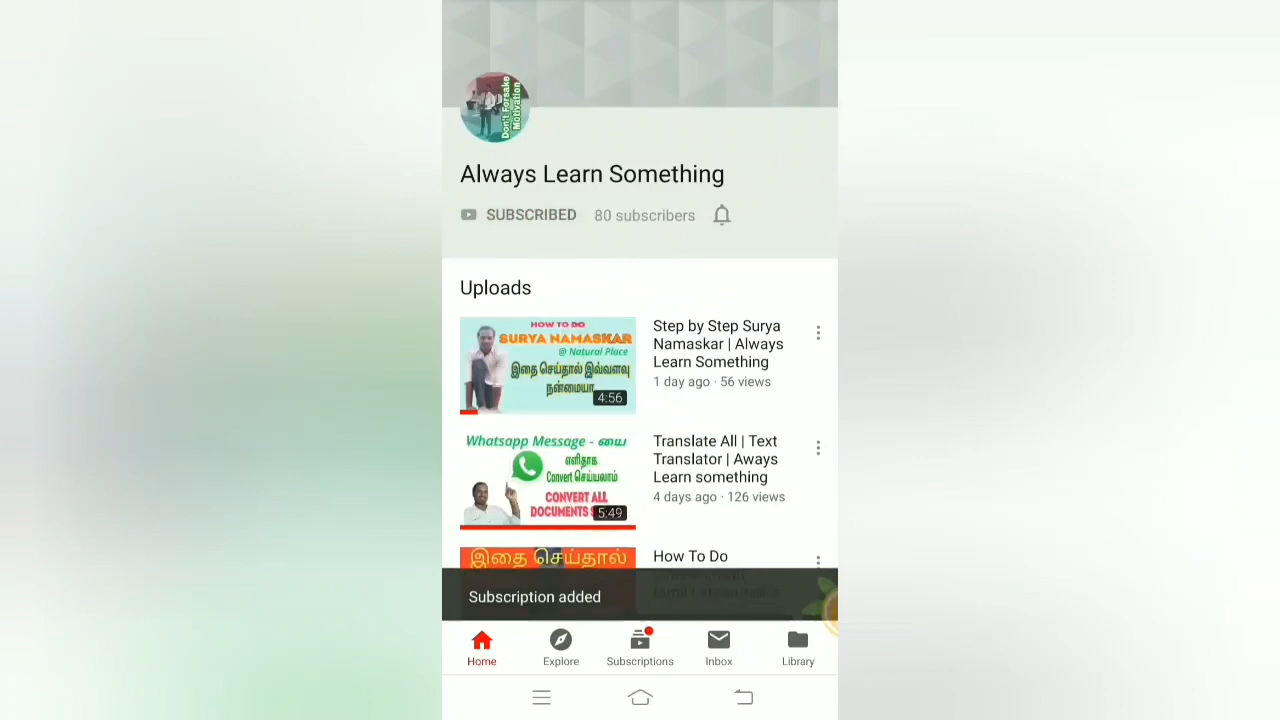 Don't Forsake
Motivation
Always Learn Something
SUBSCRIBED 80 subscribers
Uploads
HOW TO DO
SURYA NAMASKAR
@ Natural Place
இதை செய்தால் இவ்வளவு
நன்மையா
4:56
Step by Step Surya
Namaskar | Always
Learn Something
1 day ago · 56 views
Whatsapp Message - யை
எளிதாக
Convert செய்யலாம்
CONVERT ALL
DOCUMENTS
5:49
Translate All | Text
Translator | Aways
Learn something
4 days ago · 126 views
இதை செய்தால்
How To Do
Subscription added
Home
Explore
Subscriptions
Inbox
Library